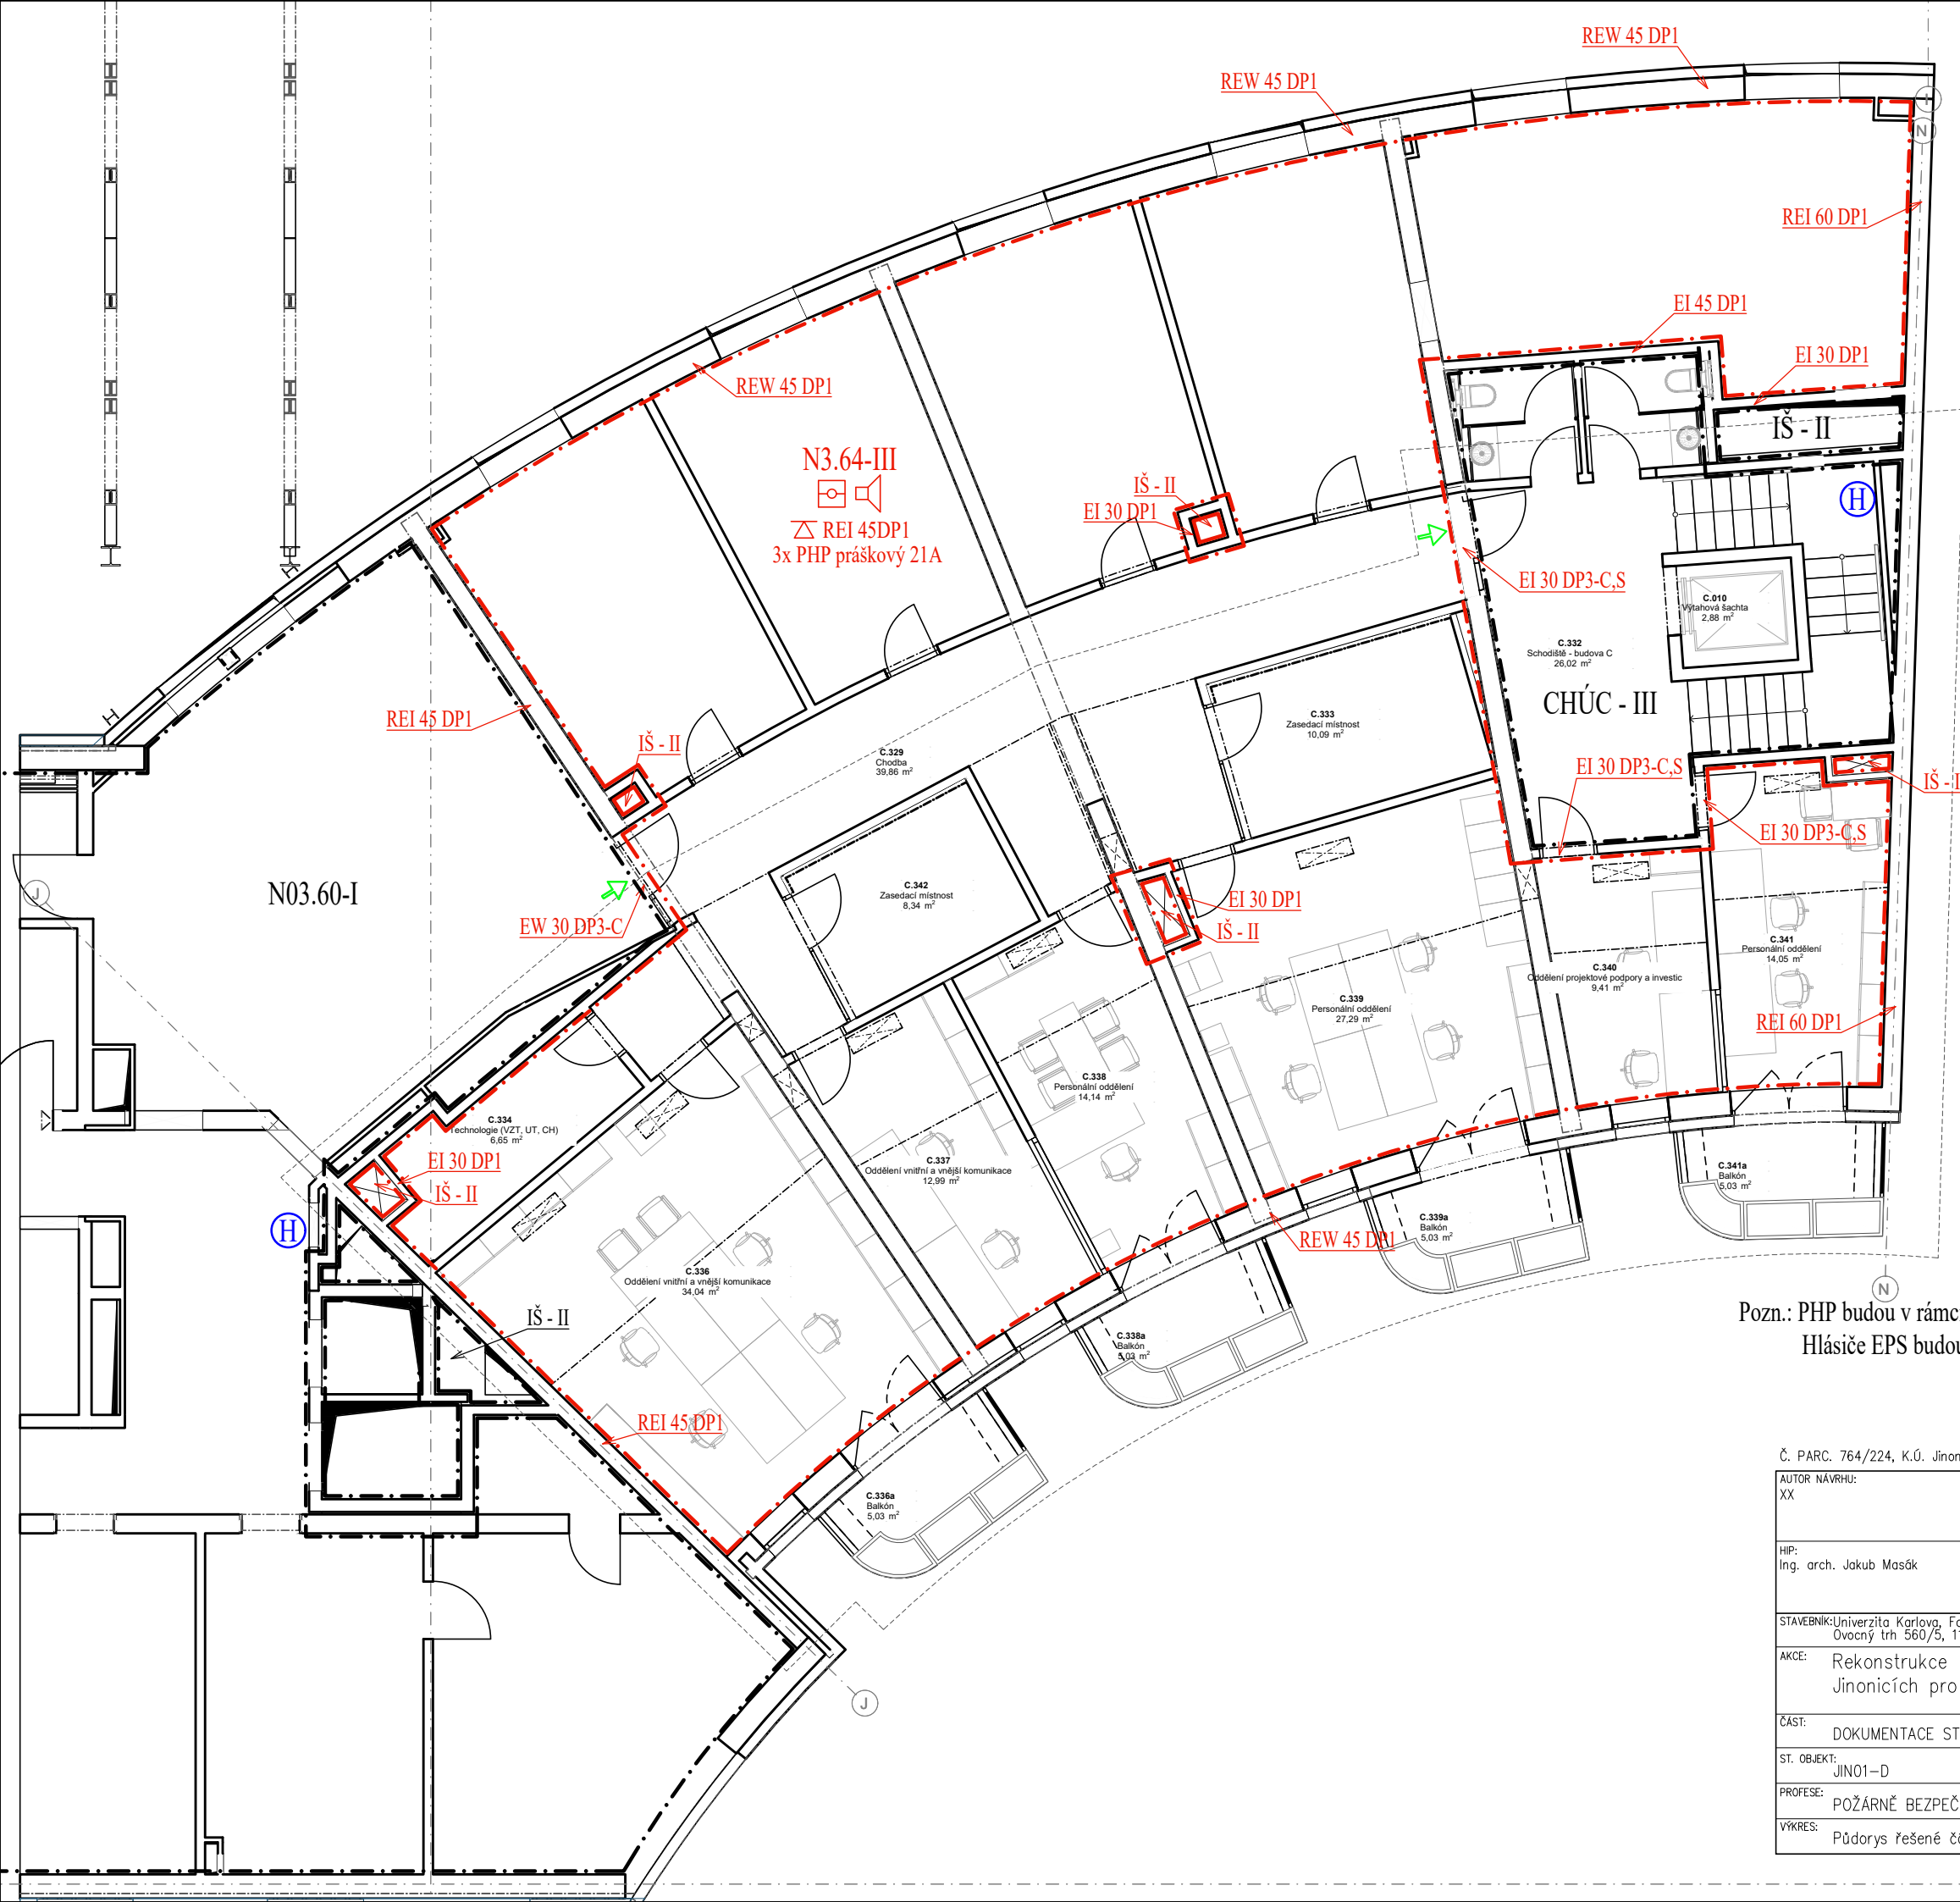 REW 45 DP1
REW 45 DP1
I
N
REI 60 DP1
EI 45 DP1
EI 30 DP1
REW 45 DP1
IŠ - II
N3.64-III
REI 45DP1
3x PHP práškový 21A
IŠ - II
EI 30 DP1
H
EI 30 DP3-C,S
C.010
Výtahová šachta
2,88 m²
C.332
Schodiště - budova C
26,02 m²
CHÚC - III
H
H
REI 45 DP1
IŠ - II
C.329
Chodba
39,86 m²
C.333
Zasedací místnost
10,09 m²
EI 30 DP3-C,S
EI 30 DP3-C,S
N03.60-I
J
EW 30 DP3-C
C.342
Zasedací místnost
8,34 m²
EI 30 DP1
IŠ - II
C.341
Personální oddělení
14,05 m²
C.340
Oddělení projektové podpory a investic
9,41 m²
C.339
Personální oddělení
27,29 m²
REI 60 DP1
C.338
Personální oddělení
14,14 m²
C.334
Technologie (VZT, UT, CH)
6,65 m²
EI 30 DP1
IŠ - II
C.337
Oddělení vnitřní a vnější komunikace
12,99 m²
C.341a
Balkón
5,03 m²
H
C.339a
Balkón
5,03 m²
REW 45 DP1
C.336
Oddělení vnitřní a vnější komunikace
34,04 m²
N
IŠ - II
C.338a
Balkón
5,03 m²
Pozn.: PHP budou v rámc
Hlásiče EPS budou
REI 45 DP1
C.336a
Balkón
5,03 m²
J
Č. PARC. 764/224, K.Ú. Jinon
AUTOR NÁVRHU:
XX
HIP:
Ing. arch. Jakub Masák
STAVEBNÍK: Univerzita Karlova, Fa
Ovocný trh 560/5, 11
AKCE: Rekonstrukce
Jinonicích pro
ČÁST: DOKUMENTACE ST
ST. OBJEKT: JIN01-D
PROFESE: POŽÁRNĚ BEZPEČ
VÝKRES: Půdorys řešené čá